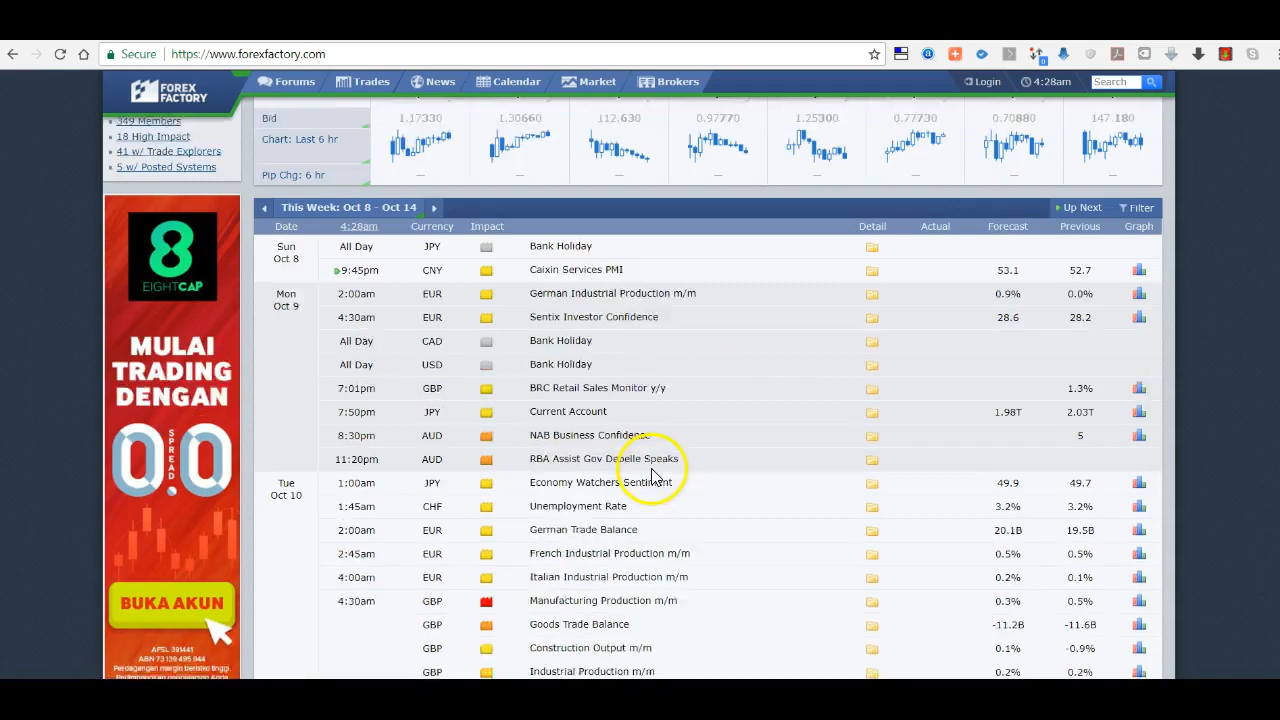 Secure https://www.forexfactory.com
FOREX FACTORY Forums Trades News Calendar Market Brokers Login 4:28am Search
349 Members
18 High Impact
41 w/ Trade Explorers
5 w/ Posted Systems
Bid 1.17330 1.30660 112.630 0.97770 1.25300 0.77730 0.70880 147.180
Chart: Last 6 hr
Pip Chg: 6 hr
8
EIGHTCAP
MULAI
TRADING
DENGAN
0.0
SPREAD
BUKA AKUN
AFSL 391441
ABN 73 139 495 944
Perdagangan margin berisiko tinggi.
This Week: Oct 8 - Oct 14 Up Next Filter
Date 4:28am Currency Impact Detail Actual Forecast Previous Graph
Sun Oct 8 All Day JPY Bank Holiday
9:45pm CNY Caixin Services PMI 53.1 52.7
Mon Oct 9 2:00am EUR German Industrial Production m/m 0.9% 0.0%
4:30am EUR Sentix Investor Confidence 28.6 28.2
All Day CAD Bank Holiday
All Day USD Bank Holiday
7:01pm GBP BRC Retail Sales Monitor y/y 1.3%
7:50pm JPY Current Account 1.98T 2.03T
8:30pm AUD NAB Business Confidence 5
11:20pm AUD RBA Assist Gov Debelle Speaks
Tue Oct 10 1:00am JPY Economy Watchers Sentiment 49.9 49.7
1:45am CHF Unemployment Rate 3.2% 3.2%
2:00am EUR German Trade Balance 20.1B 19.5B
2:45am EUR French Industrial Production m/m 0.5% 0.5%
4:00am EUR Italian Industrial Production m/m 0.2% 0.1%
4:30am GBP Manufacturing Production m/m 0.3% 0.5%
GBP Goods Trade Balance -11.2B -11.6B
GBP Construction Output m/m 0.1% -0.9%
GBP Industrial Production m/m 0.2% 0.2%